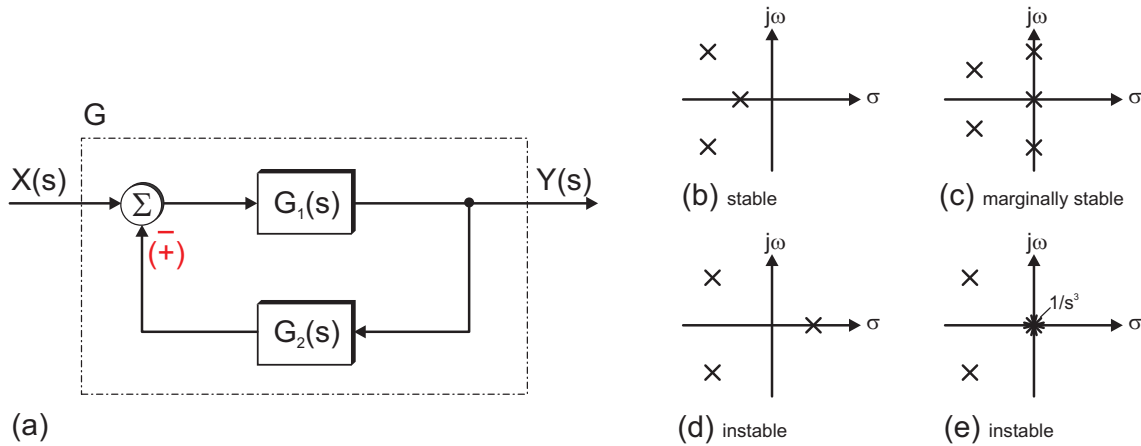 G
X(s)
Σ
G₁(s)
Y(s)
−
(+)
G₂(s)
(a)
jω
σ
(b) stable
jω
σ
(c) marginally stable
jω
σ
(d) instable
jω
1/s³
σ
(e) instable